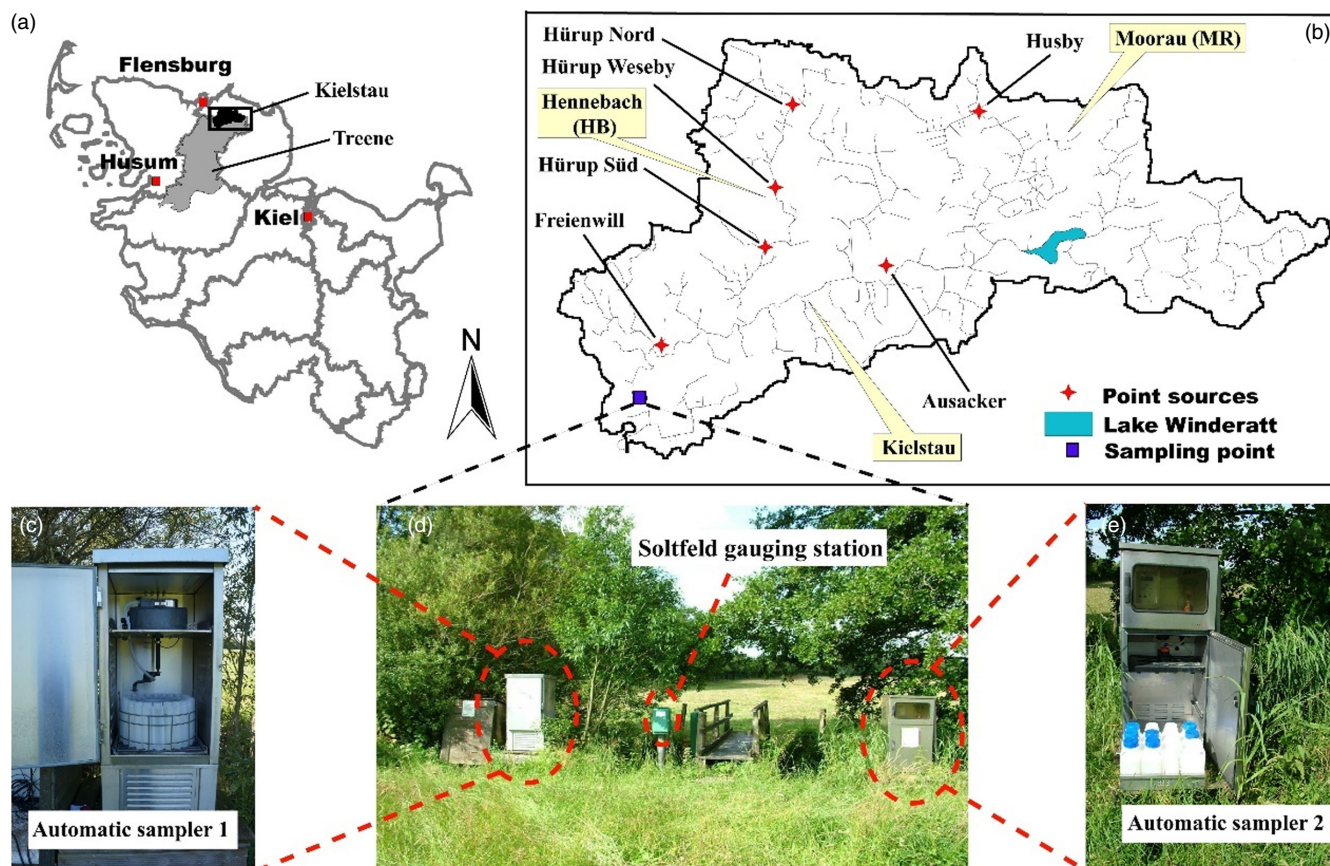 (a)
Flensburg
Kielstau
Treene
Husum
Kiel
N
(b)
Hürup Nord
Hürup Weseby
Hennebach
(HB)
Hürup Süd
Freienwill
Husby
Moorau (MR)
Ausacker
Kielstau
Point sources
Lake Winderatt
Sampling point
(c)
Automatic sampler 1
(d)
Soltfeld gauging station
(e)
Automatic sampler 2